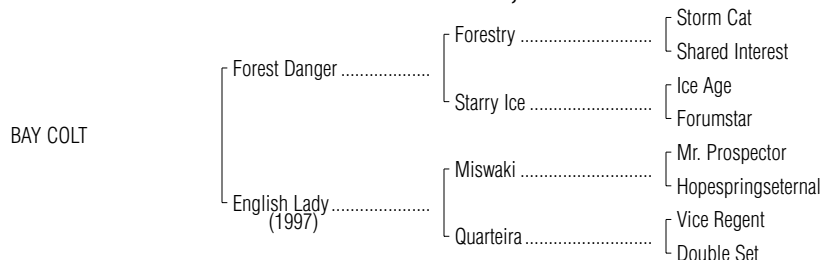 Storm Cat
Forestry
Shared Interest
Forest Danger
Ice Age
Starry Ice
Forumstar
BAY COLT
Mr. Prospector
Miswaki
Hopespringseternal
English Lady
(1997)
Vice Regent
Quarteira
Double Set